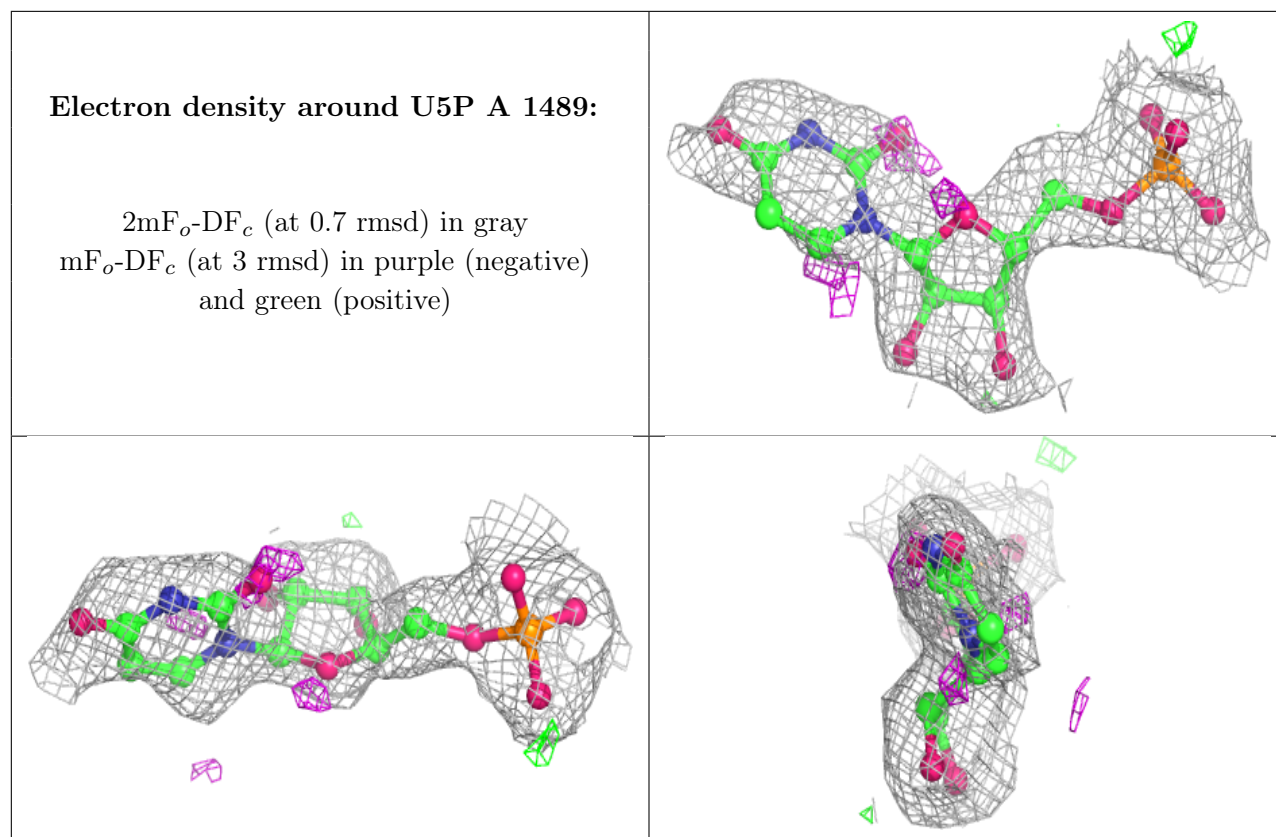 Electron density around U5P A 1489:
2mFo-DFc (at 0.7 rmsd) in gray
mFo-DFc (at 3 rmsd) in purple (negative)
and green (positive)